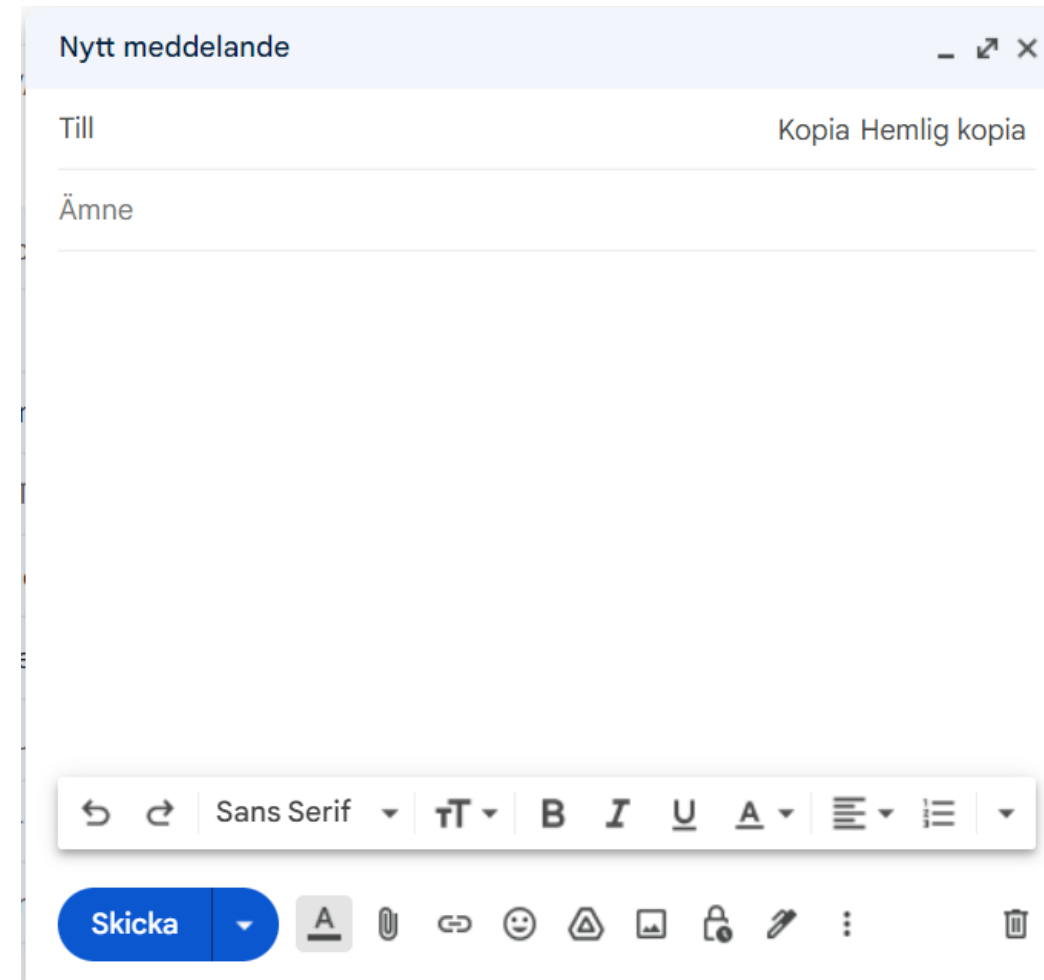 Nytt meddelande
Till Kopia Hemlig kopia
Ämne
Sans Serif
Skicka